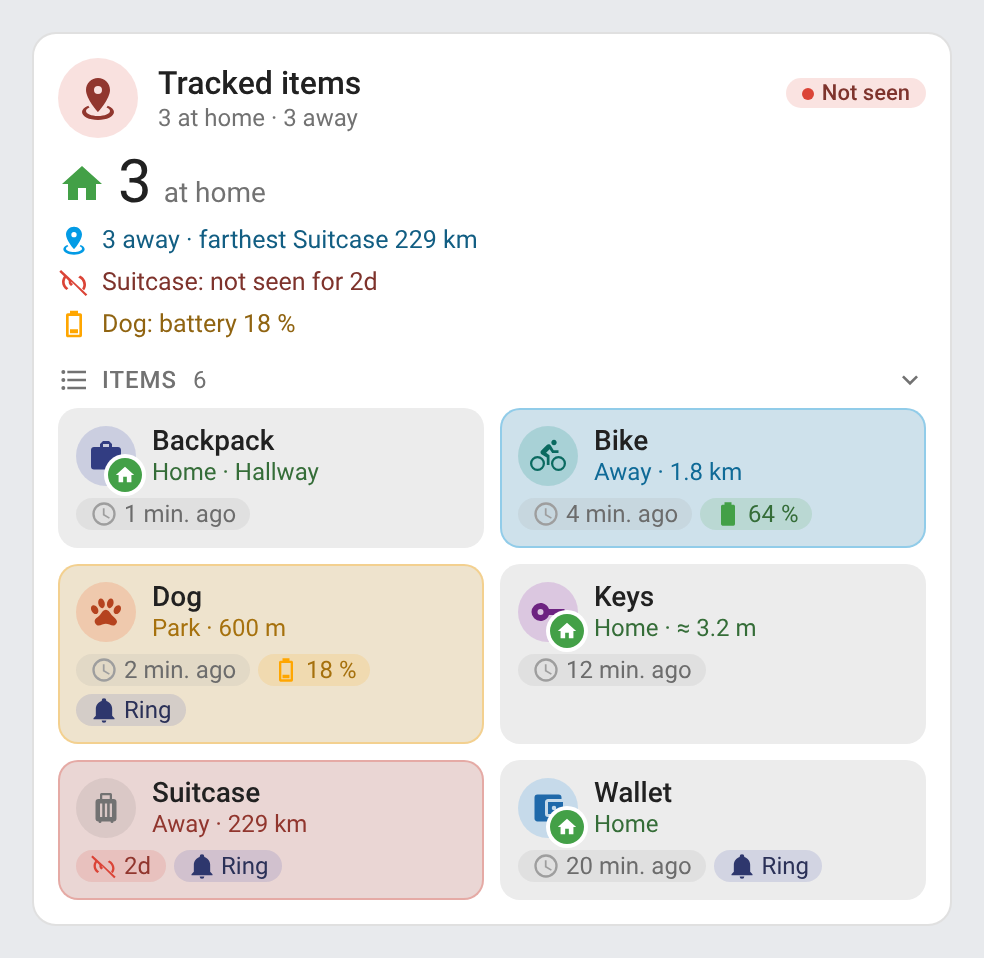 Tracked items
3 at home · 3 away
Not seen
3 at home
3 away · farthest Suitcase 229 km
Suitcase: not seen for 2d
Dog: battery 18 %
ITEMS 6
Backpack
Home · Hallway
1 min. ago
Bike
Away · 1.8 km
4 min. ago
64 %
Dog
Park · 600 m
2 min. ago
18 %
Ring
Keys
Home · ≈ 3.2 m
12 min. ago
Suitcase
Away · 229 km
2d
Ring
Wallet
Home
20 min. ago
Ring